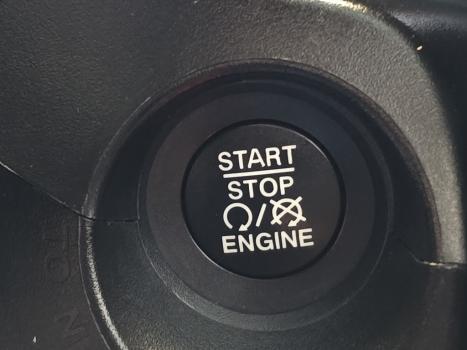 START
STOP
/
ENGINE